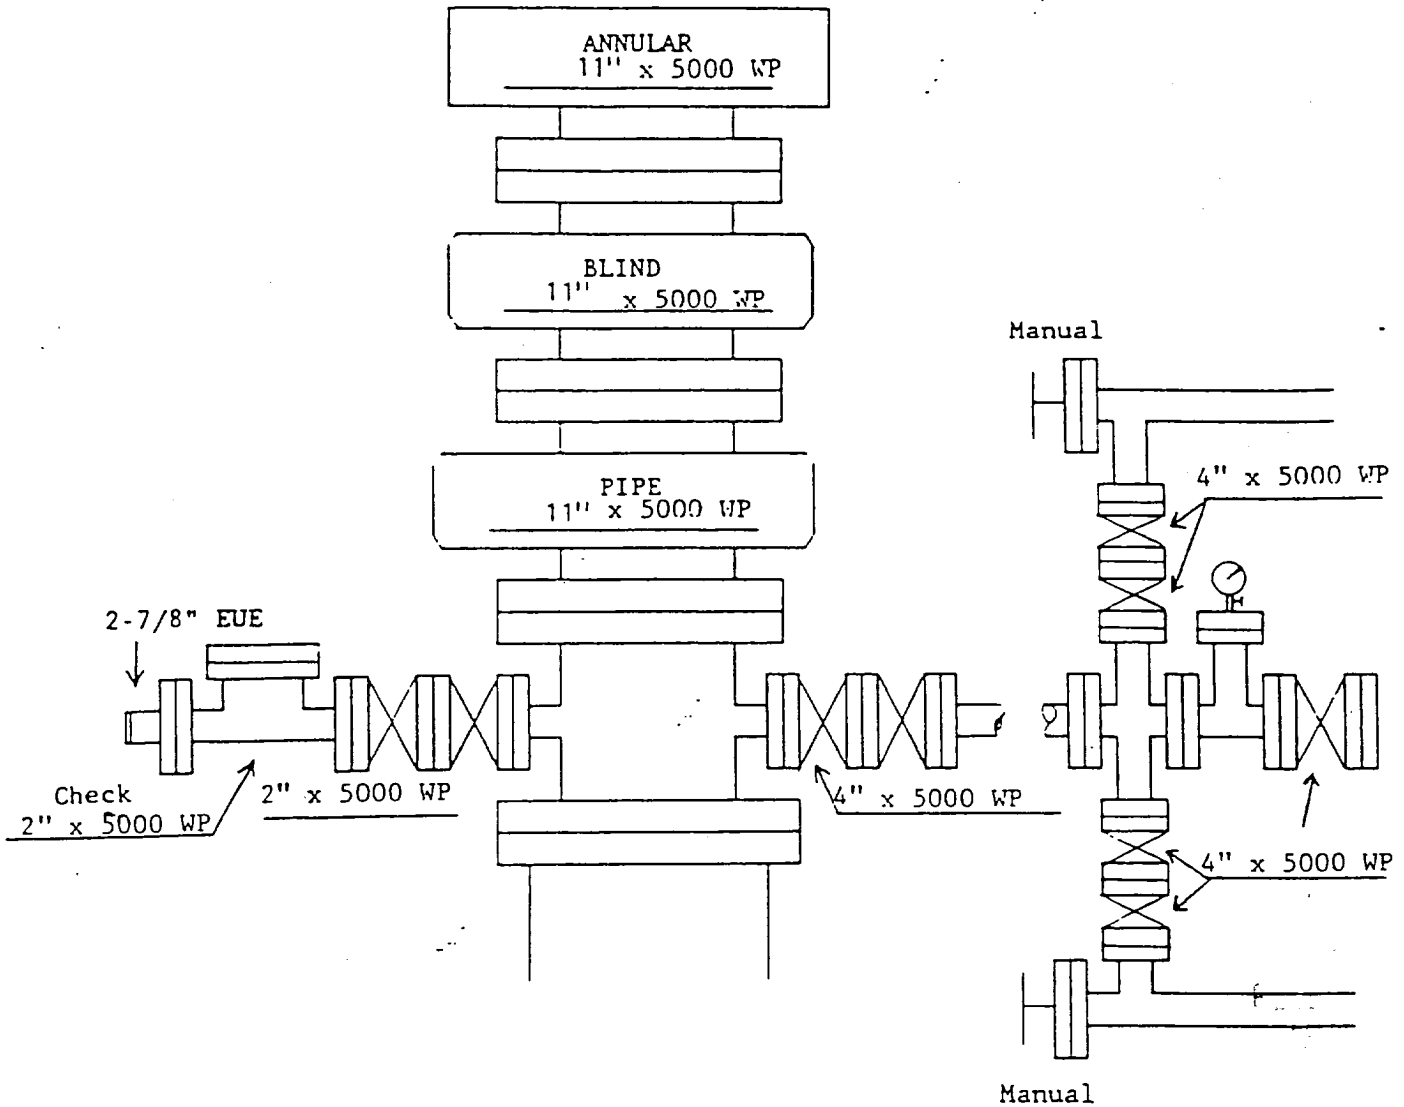 ANNULAR
11" x 5000 WP
BLIND
11" x 5000 WP
Manual
PIPE
11" x 5000 WP
4" x 5000 WP
2-7/8" EUE
Check
2" x 5000 WP
2" x 5000 WP
4" x 5000 WP
4" x 5000 WP
Manual